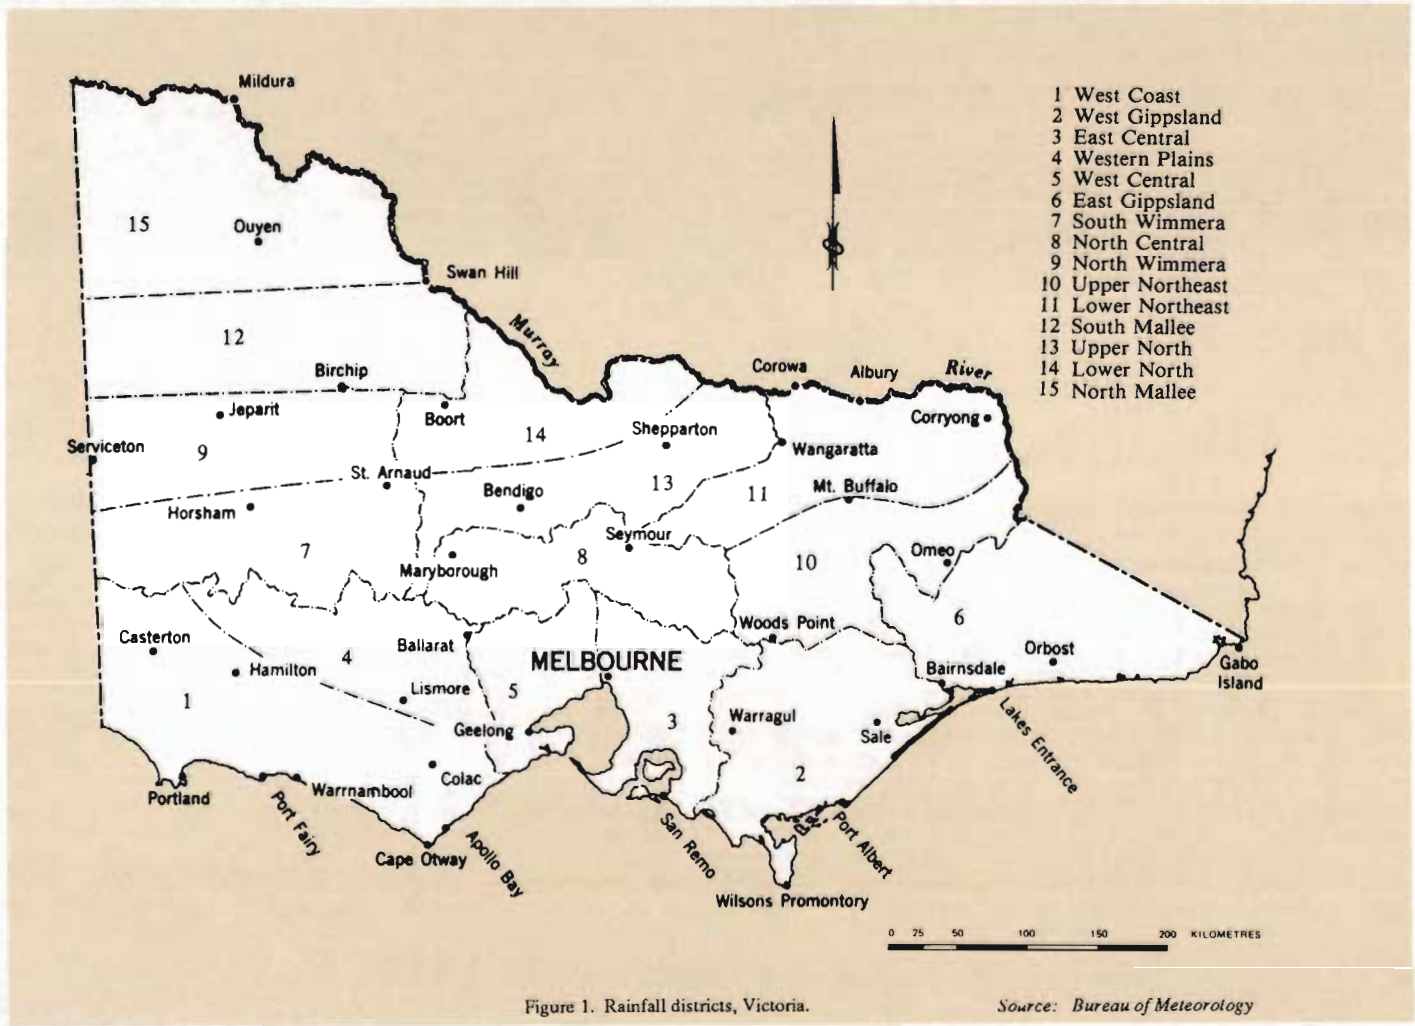 Mildura
15
Ouyen
Swan Hill
12
Murray
Birchip
Jeparit
Boort
Serviceton
9
14
Shepparton
Corowa
Albury
River
Corryong
Wangaratta
St. Arnaud
Bendigo
13
11
Mt. Buffalo
Horsham
Seymour
7
Maryborough
8
10
Omeo
6
Casterton
Ballarat
Woods Point
MELBOURNE
Hamilton
4
Lismore
5
Orbost
Bairnsdale
Gabo
Island
1
Geelong
3
Warragul
Sale
Lakes Entrance
2
Colac
Portland
Port Fairy
Warrnambool
Cape Otway
Apollo Bay
San Remo
Port Albert
Wilsons Promontory
1 West Coast
2 West Gippsland
3 East Central
4 Western Plains
5 West Central
6 East Gippsland
7 South Wimmera
8 North Central
9 North Wimmera
10 Upper Northeast
11 Lower Northeast
12 South Mallee
13 Upper North
14 Lower North
15 North Mallee
0 25 50 100 150 200 KILOMETRES
Figure 1. Rainfall districts, Victoria.
Source: Bureau of Meteorology